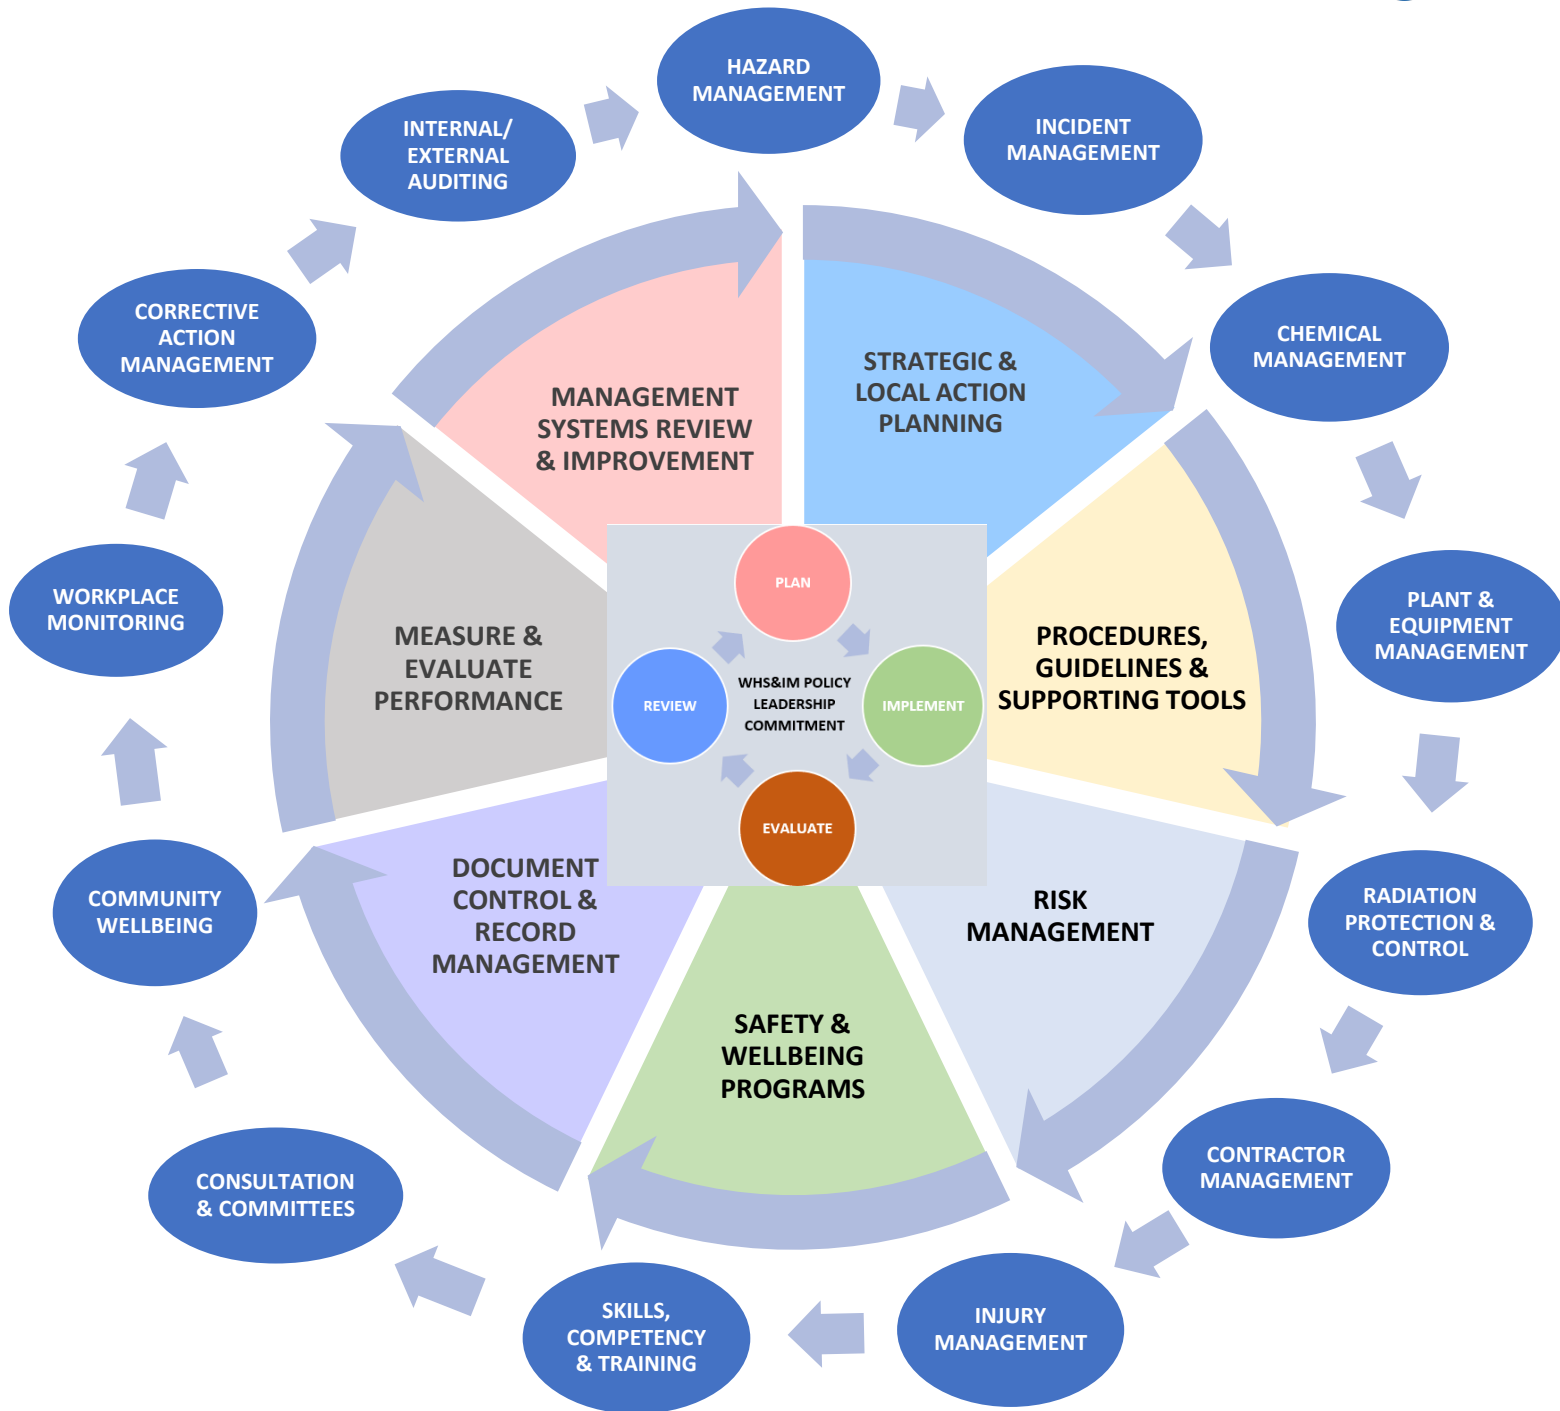 HAZARD
MANAGEMENT
INCIDENT
MANAGEMENT
CHEMICAL
MANAGEMENT
PLANT &
EQUIPMENT
MANAGEMENT
RADIATION
PROTECTION &
CONTROL
CONTRACTOR
MANAGEMENT
INJURY
MANAGEMENT
SKILLS,
COMPETENCY
& TRAINING
CONSULTATION
& COMMITTEES
COMMUNITY
WELLBEING
WORKPLACE
MONITORING
CORRECTIVE
ACTION
MANAGEMENT
INTERNAL/
EXTERNAL
AUDITING
STRATEGIC &
LOCAL ACTION
PLANNING
PROCEDURES,
GUIDELINES &
SUPPORTING TOOLS
RISK
MANAGEMENT
SAFETY &
WELLBEING
PROGRAMS
DOCUMENT
CONTROL &
RECORD
MANAGEMENT
MEASURE &
EVALUATE
PERFORMANCE
MANAGEMENT
SYSTEMS REVIEW
& IMPROVEMENT
PLAN
IMPLEMENT
EVALUATE
REVIEW
WHS&IM POLICY
LEADERSHIP
COMMITMENT